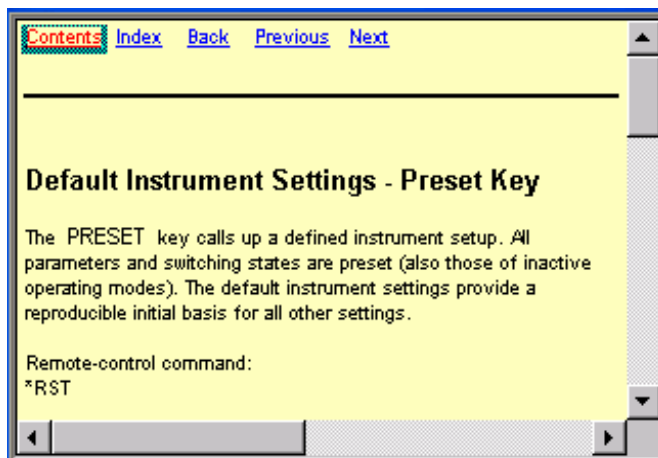 Contents Index Back Previous Next
Default Instrument Settings - Preset Key
The PRESET key calls up a defined instrument setup. All
parameters and switching states are preset (also those of inactive
operating modes). The default instrument settings provide a
reproducible initial basis for all other settings.
Remote-control command:
*RST